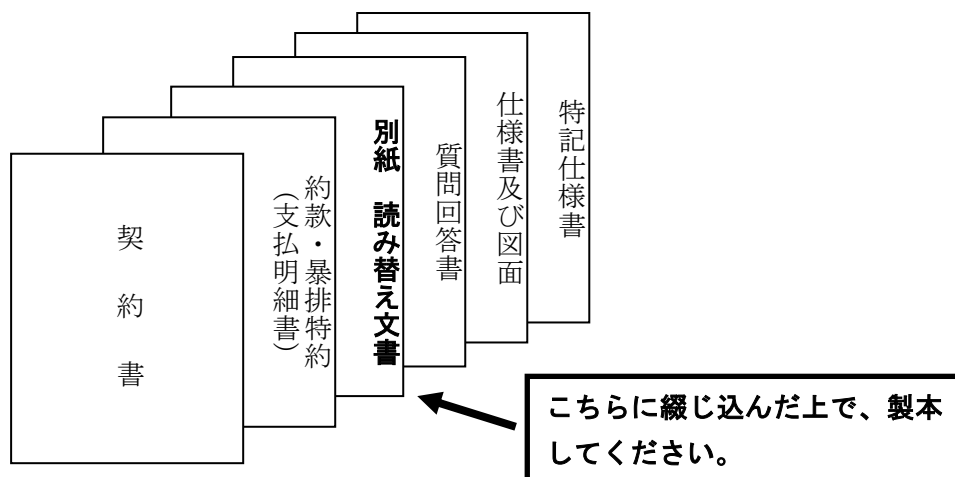 契約書
約款・暴排特約
（支払明細書）
別紙　読み替え文書
質問回答書
仕様書及び図面
特記仕様書
こちらに綴じ込んだ上で、製本
してください。